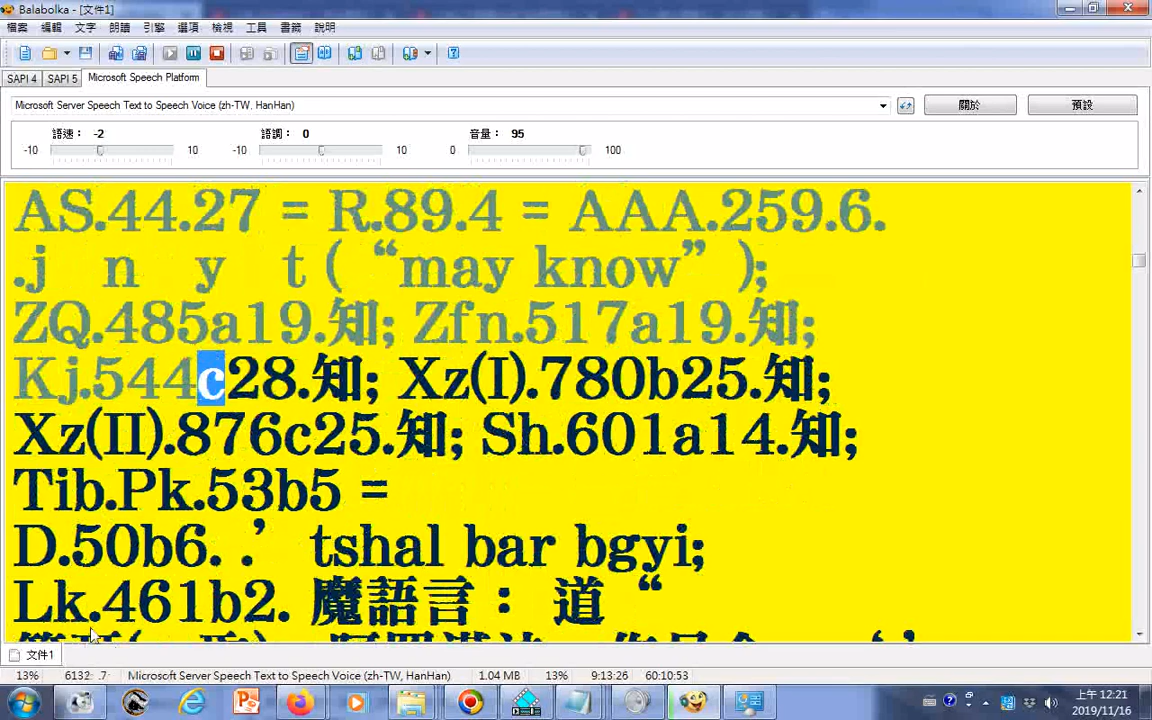 Balabolka - [文件1]
檔案 編輯 文字 朗讀 引擎 選項 檢視 工具 書籤 說明
SAPI 4 SAPI 5 Microsoft Speech Platform
Microsoft Server Speech Text to Speech Voice (zh-TW, HanHan)
關於 預設
語速： -2 語調： 0 音量： 95
-10 10 -10 10 0 100
AS.44.27 = R.89.4 = AAA.259.6.
.j n y t (“may know”);
ZQ.485a19.知; Zfn.517a19.知;
Kj.544c28.知; Xz(I).780b25.知;
Xz(II).876c25.知; Sh.601a14.知;
Tib.Pk.53b5 =
D.50b6. .’ tshal bar bgyi;
Lk.461b2. 魔語言： 道“
文件1
13% 6132: .7 Microsoft Server Speech Text to Speech Voice (zh-TW, HanHan) 1.04 MB 13% 9:13:26 60:10:53
上午 12:21
2019/11/16